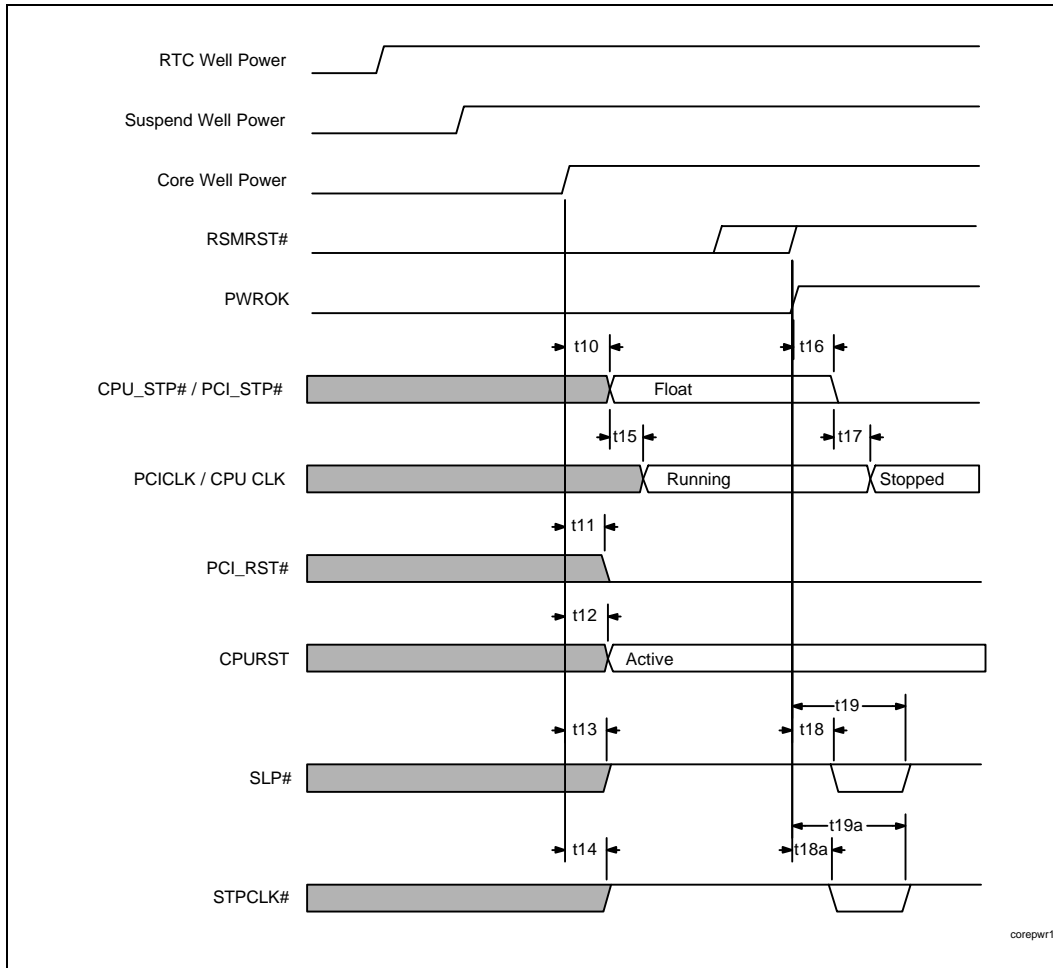 RTC Well Power
Suspend Well Power
Core Well Power
RSMRST#
PWROK
t10
t16
CPU_STP# / PCI_STP#
Float
t15
t17
PCICLK / CPU CLK
Running
Stopped
t11
PCI_RST#
t12
CPURST
Active
t19
t13
t18
SLP#
t19a
t14
t18a
STPCLK#
corepwr1